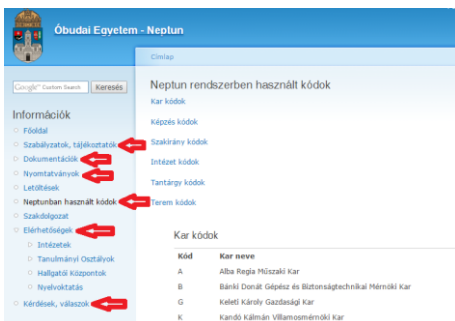 Óbudai Egyetem - Neptun
Címlap
Google™ Custom Search
Keresés
Információk
Főoldal
Szabályzatok, tájékoztatók
Dokumentációk
Nyomtatványok
Letöltések
Neptunban használt kódok
Szakdolgozat
Elérhetőségek
Intézetek
Tanulmányi Osztályok
Hallgatói Központok
Nyelvoktatás
Kérdések, válaszok
Neptun rendszerben használt kódok
Kar kódok
Képzés kódok
Szakirány kódok
Intézet kódok
Tantárgy kódok
Terem kódok
Kar kódok
Kód Kar neve
A Alba Regia Műszaki Kar
B Bánki Donát Gépész és Biztonságtechnikai Mérnöki Kar
G Keleti Károly Gazdasági Kar
K Kandó Kálmán Villamosmérnöki Kar